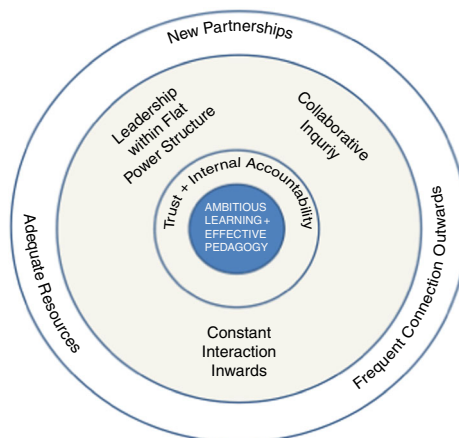 New Partnerships
Leadership
within Flat
Power Structure
Collaborative
Inquriy
Trust + Internal Accountability
AMBITIOUS
LEARNING+
EFFECTIVE
PEDAGOGY
Adequate Resources
Frequent Connection Outwards
Constant
Interaction
Inwards